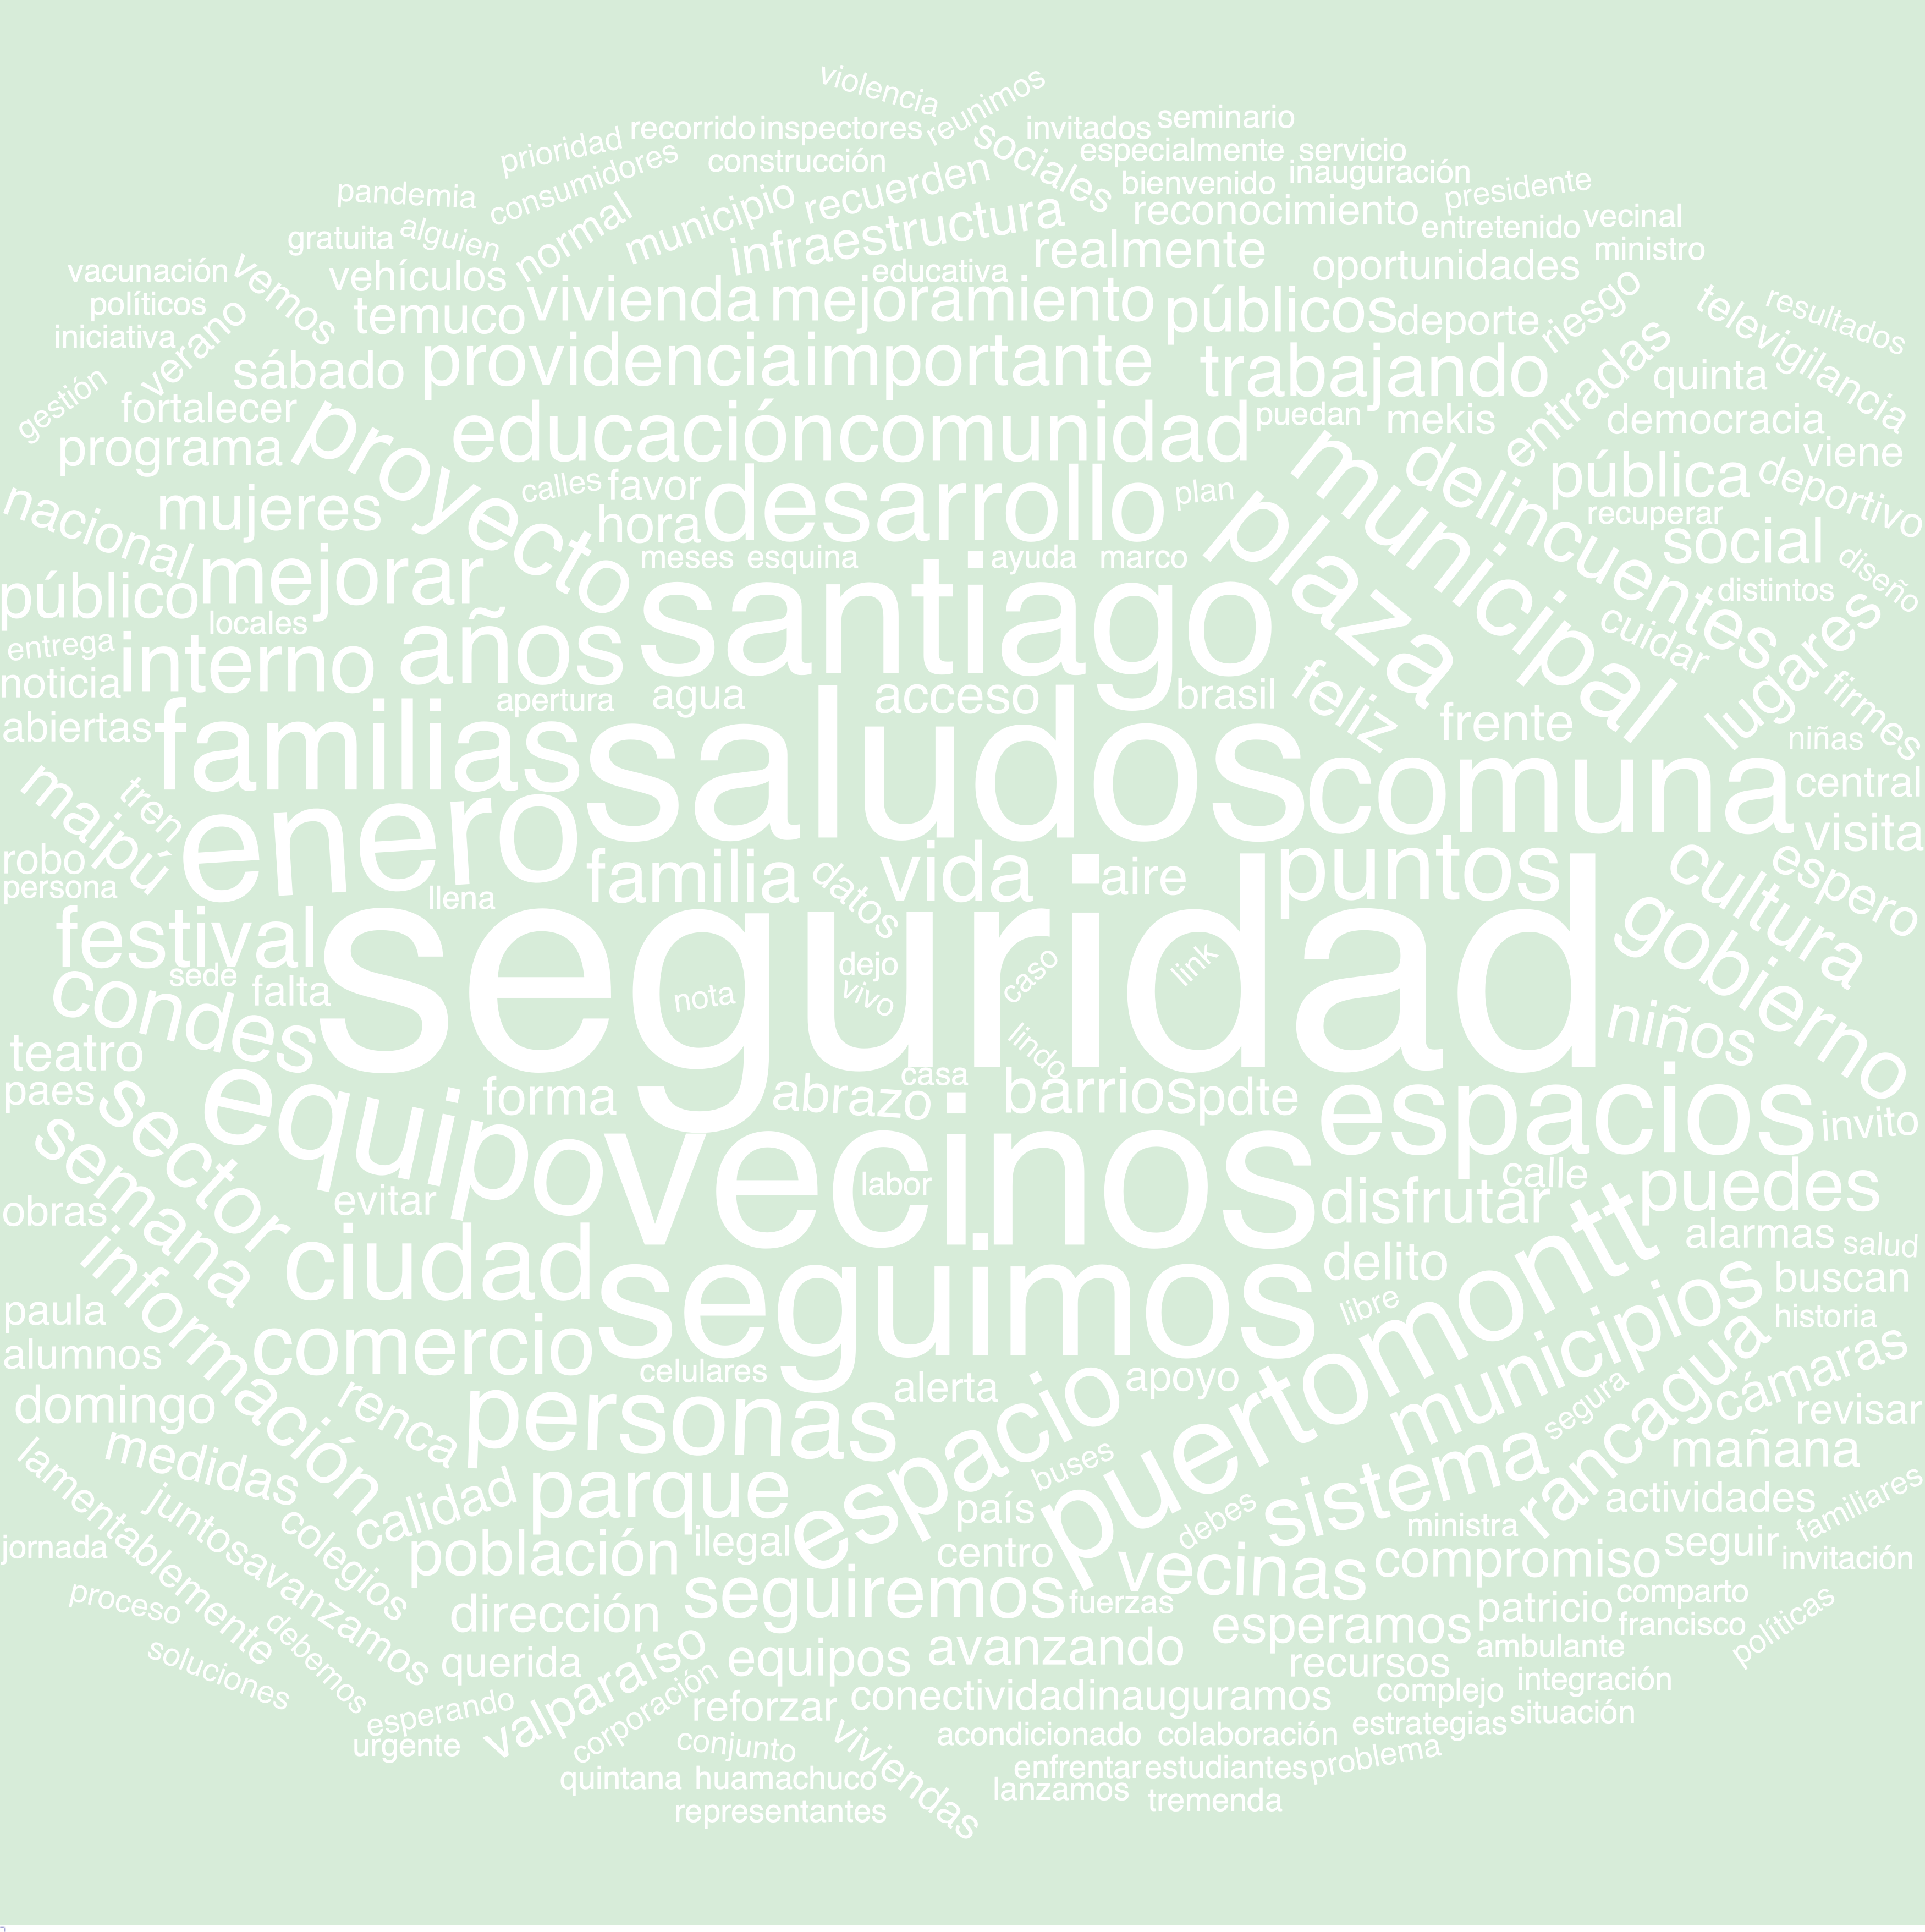 violencia
reunimos
prioridad
recorrido
inspectores
sociales
invitados
seminario
consumidores
construcción
especialmente
servicio
pandemia
municipio
recuerden
bienvenido
inauguración
presidente
gratuita
alguien
normal
infraestructura
reconocimiento
entretenido
vecinal
vacunación
vemos
vehículos
educativa
realmente
oportunidades
ministro
políticos
verano
temuco
vivienda
mejoramiento
públicos
deporte
riesgo
televigilancia
resultados
iniciativa
gestión
sábado
providencia
importante
trabajando
entradas
quinta
fortalecer
programa
proyecto
educación
comunidad
puedan
mekis
democracia
viene
nacional
mujeres
calles
favor
hora
desarrollo
plan
plaza
municipal
delincuentes
pública
deportivo
recuperar
social
público
mejorar
meses
esquina
ayuda
marco
distintos
diseño
locales
entrega
interno
años
santiago
cuidar
lugares
noticia
abiertas
apertura
agua
acceso
brasil
feliz
frente
firmes
niñas
familias
saludos
comuna
central
maipú
tren
enero
visita
robo
persona
llena
familia
datos
vida
aire
puntos
cultura
espero
festival
seguridad
gobierno
condes
sede
falta
nota
dejo
vivo
caso
link
lindo
niños
teatro
paes
sector
equipo
forma
abrazo
casa
barrios
pdte
espacios
invito
semana
evitar
vecinos
labor
disfrutar
calle
puedes
obras
información
ciudad
seguimos
delito
puertomontt
alarmas
salud
paula
buscan
libre
historia
alumnos
comercio
celulares
alerta
apoyo
municipios
rancagua
cámaras
domingo
renca
personas
espacio
segura
revisar
medidas
buses
sistema
mañana
lamentablemente
juntosavanzamos
calidad
parque
país
debes
actividades
familiares
jornada
colegios
población
ilegal
centro
ministra
vecinas
compromiso
seguir
invitación
proceso
debemos
dirección
seguiremos
fuerzas
esperamos
patricio
comparto
francisco
políticas
soluciones
querida
valparaíso
equipos
avanzando
recursos
ambulante
esperando
corporación
reforzar
conectividad
inauguramos
complejo
integración
urgente
conjunto
viviendas
acondicionado
colaboración
estrategias
situación
quintana
huamachuco
enfrentar
estudiantes
problema
representantes
lanzamos
tremenda